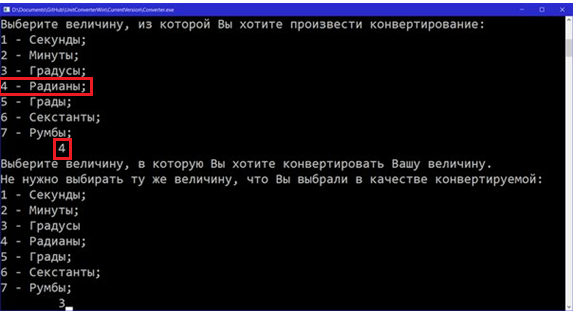 D:\Documents\GitHub\UnitConverterWin\CurrentVersion\Converter.exe
Выберите величину, из которой Вы хотите произвести конвертирование:
1 - Секунды;
2 - Минуты;
3 - Градусы;
4 - Радианы;
5 - Грады;
6 - Секстанты;
7 - Румбы;
4
Выберите величину, в которую Вы хотите конвертировать Вашу величину.
Не нужно выбирать ту же величину, что Вы выбрали в качестве конвертируемой:
1 - Секунды;
2 - Минуты;
3 - Градусы
4 - Радианы;
5 - Грады;
6 - Секстанты;
7 - Румбы;
3